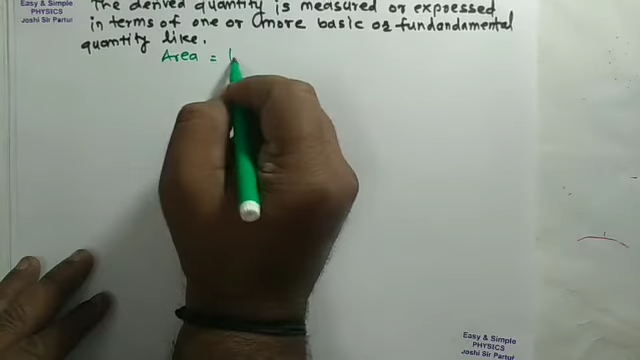 Easy & Simple
PHYSICS
Joshi Sir Partur
The derived quantity is measured or expressed
in terms of one or more basic or fundandamental
quantity like.
Area = l
Easy & Simple
PHYSICS
Joshi Sir Partur